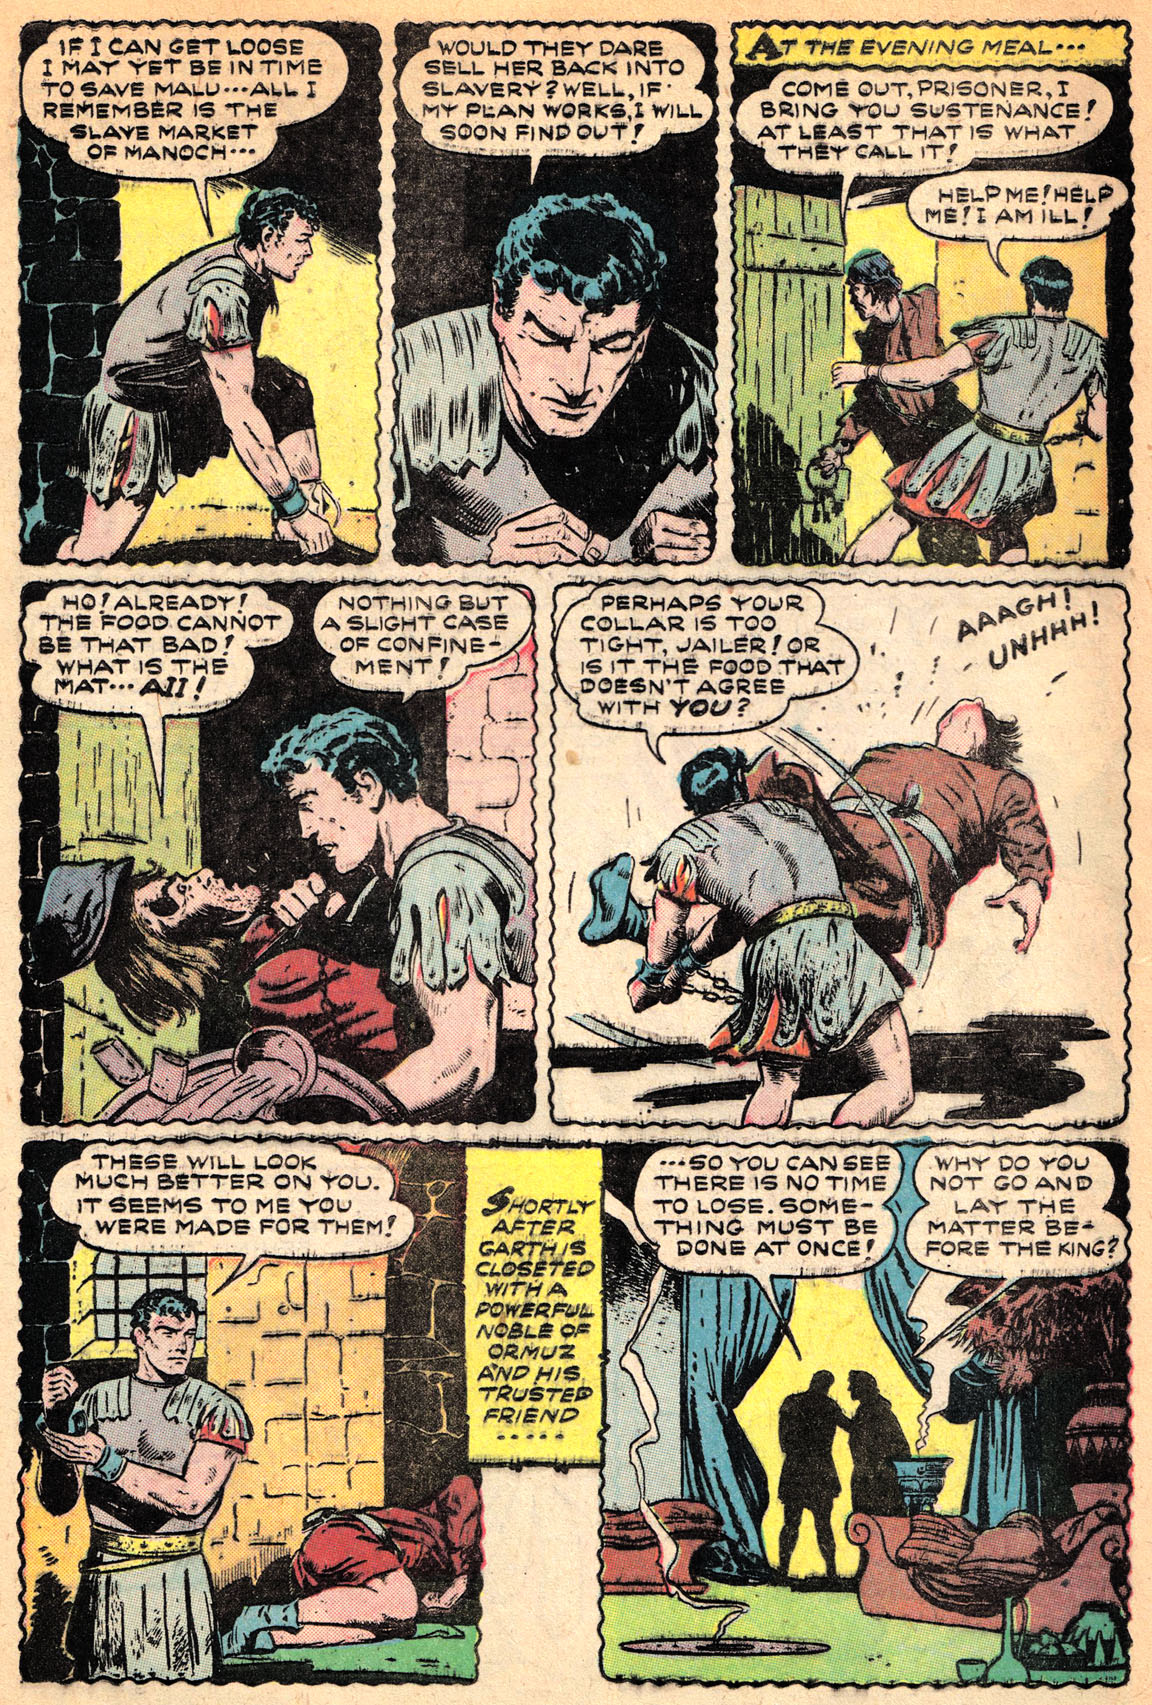 IF I CAN GET LOOSE
I MAY YET BE IN TIME
TO SAVE MALU...ALL I
REMEMBER IS THE
SLAVE MARKET
OF MANOCH...
WOULD THEY DARE
SELL HER BACK INTO
SLAVERY? WELL, IF
MY PLAN WORKS, I WILL
SOON FIND OUT!
AT THE EVENING MEAL...
COME OUT, PRISONER, I
BRING YOU SUSTENANCE!
AT LEAST THAT IS WHAT
THEY CALL IT!
HELP ME! HELP
ME! I AM ILL!
HO! ALREADY!
THE FOOD CANNOT
BE THAT BAD!
WHAT IS THE
MAT... AII!
NOTHING BUT
A SLIGHT CASE
OF CONFINE-
MENT!
PERHAPS YOUR
COLLAR IS TOO
TIGHT, JAILER! OR
IS IT THE FOOD THAT
DOESN'T AGREE
WITH YOU?
AAAGH!
UNHHH!
THESE WILL LOOK
MUCH BETTER ON YOU.
IT SEEMS TO ME YOU
WERE MADE FOR THEM!
SHORTLY
AFTER
GARTH IS
CLOSETED
WITH A
POWERFUL
NOBLE OF
ORMUZ
AND HIS
TRUSTED
FRIEND
.....
...SO YOU CAN SEE
THERE IS NO TIME
TO LOSE. SOME-
THING MUST BE
DONE AT ONCE!
WHY DO YOU
NOT GO AND
LAY THE
MATTER BE-
FORE THE KING?